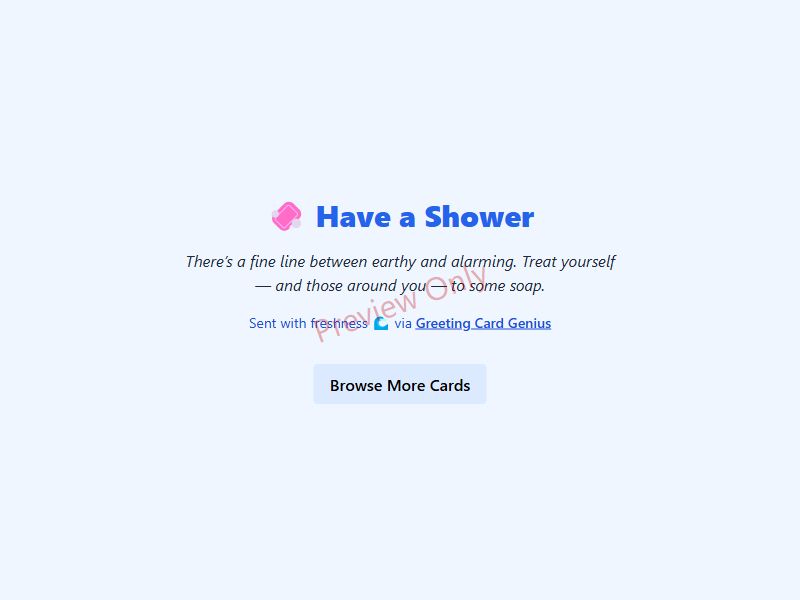 Have a Shower
There’s a fine line between earthy and alarming. Treat yourself
— and those around you — to some soap.
Sent with freshness 🌊 via Greeting Card Genius
Preview Only
Browse More Cards